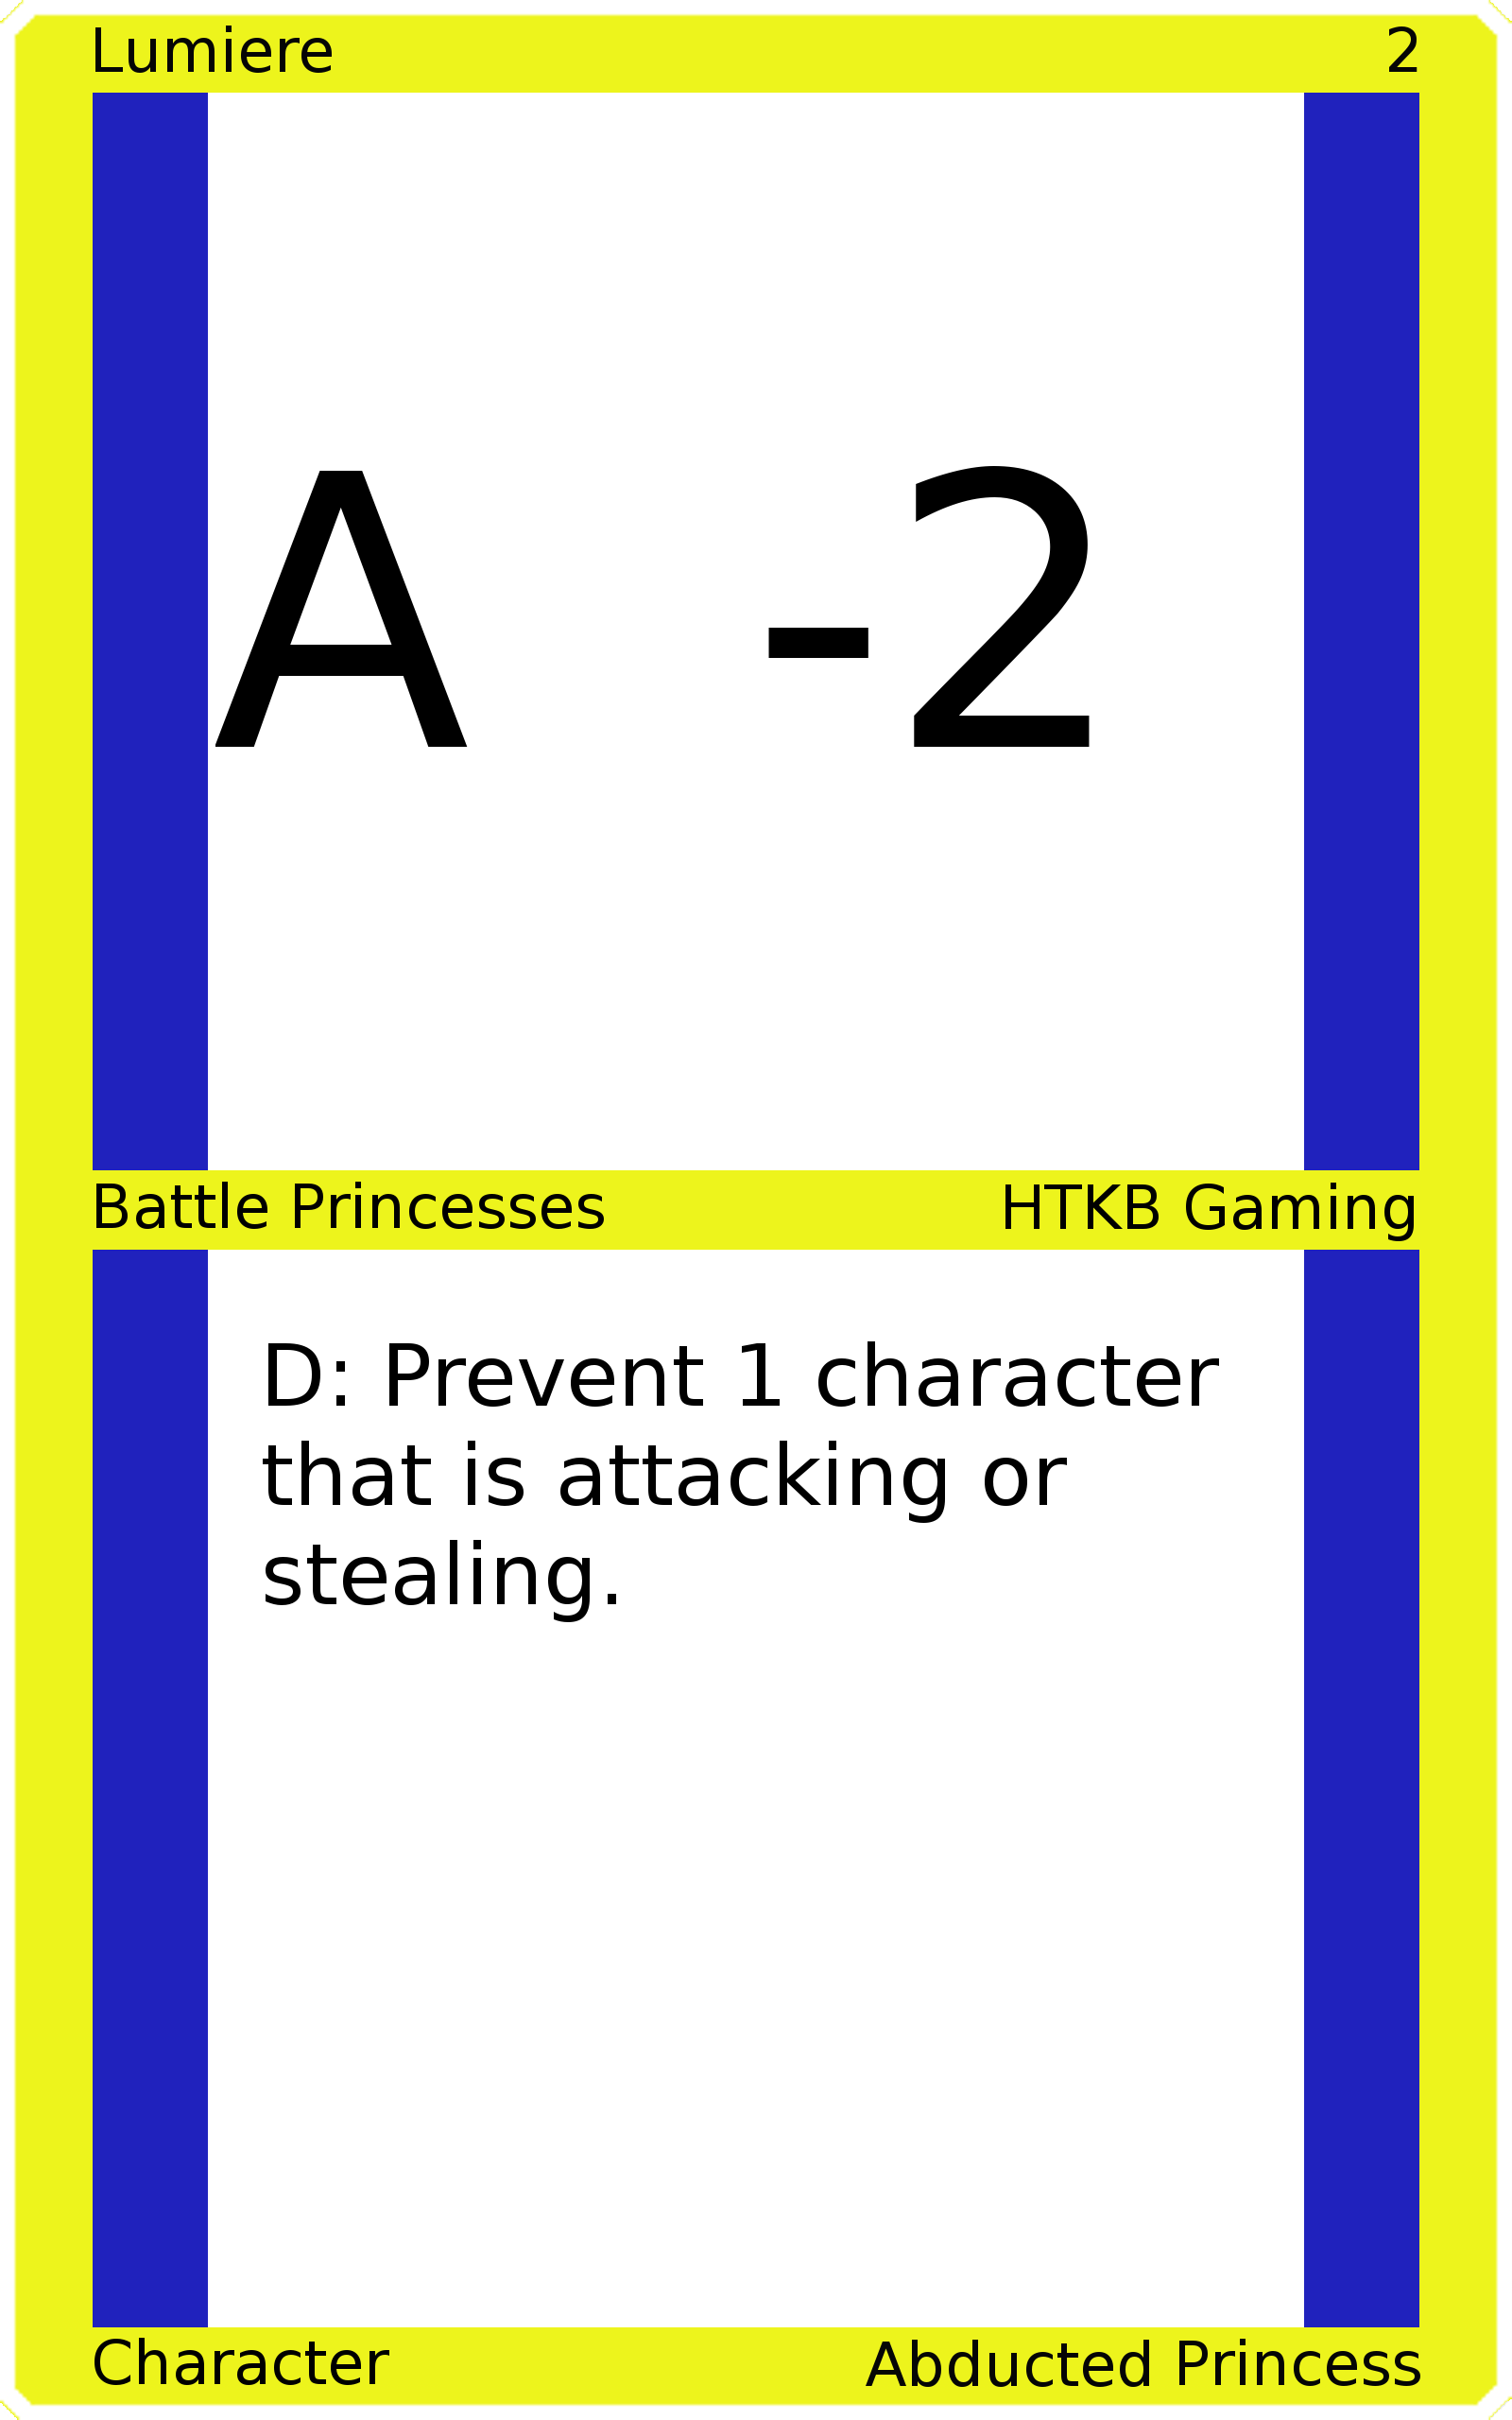 Lumiere 2
A -2
Battle Princesses HTKB Gaming
D: Prevent 1 character
that is attacking or
stealing.
Character Abducted Princess